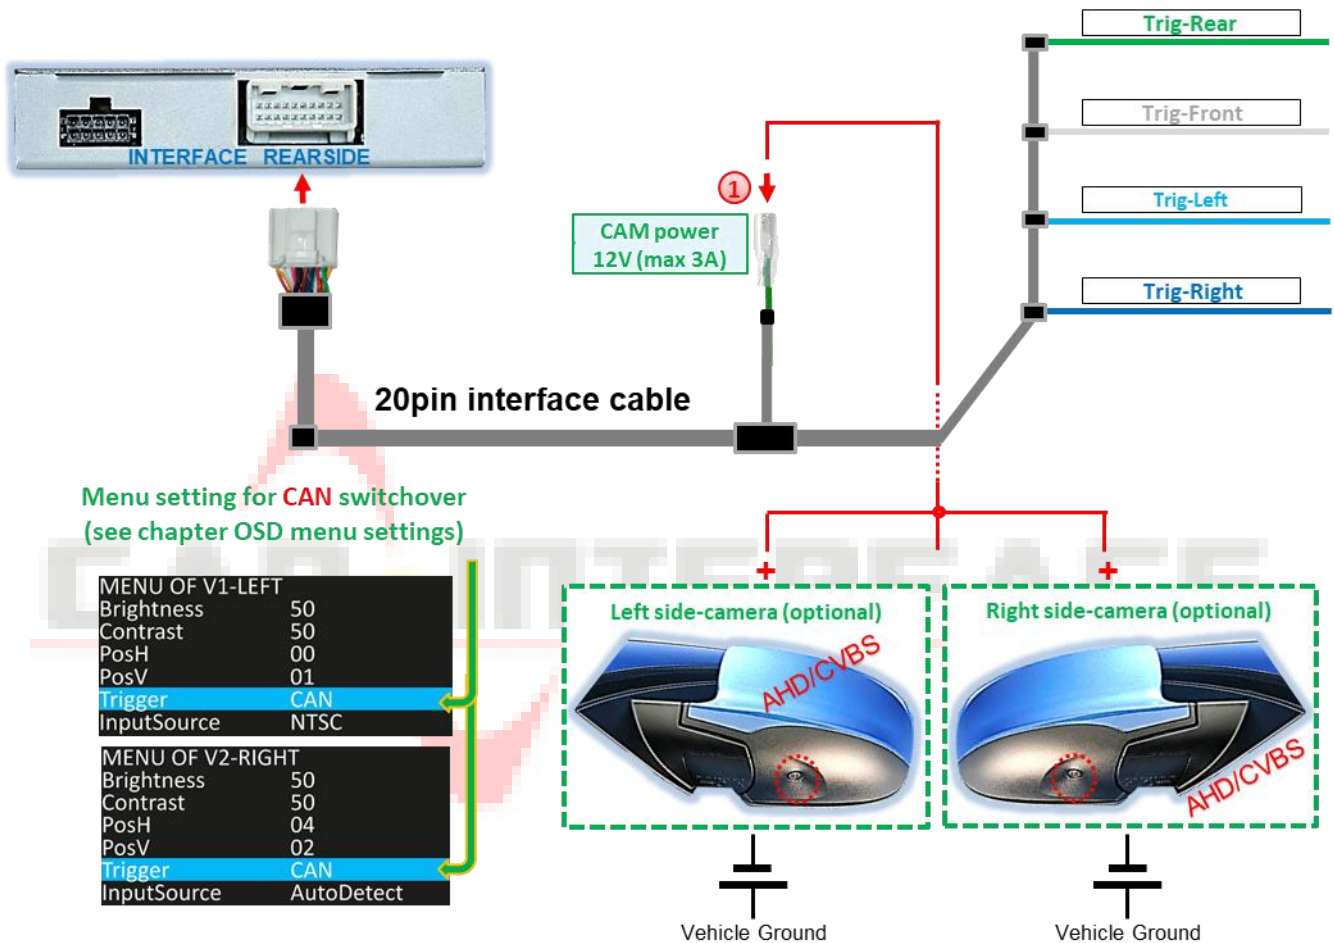 Trig-Rear
Trig-Front
Trig-Left
Trig-Right
INTERFACE REARSIDE
1
CAM power
12V (max 3A)
20pin interface cable
Menu setting for CAN switchover
(see chapter OSD menu settings)
MENU OF V1-LEFT
Brightness 50
Contrast 50
PosH 00
PosV 01
Trigger CAN
InputSource NTSC
MENU OF V2-RIGHT
Brightness 50
Contrast 50
PosH 04
PosV 02
Trigger CAN
InputSource AutoDetect
+
+
Left side-camera (optional)
AHD/CVBS
Right side-camera (optional)
AHD/CVBS
Vehicle Ground
Vehicle Ground
CAR INTERFACE